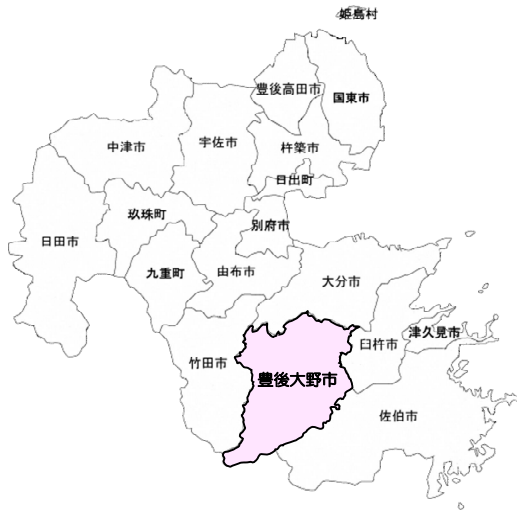 姫島村
豊後高田市
国東市
中津市
宇佐市
杵築市
日出町
玖珠町
別府市
日田市
九重町
由布市
大分市
津久見市
臼杵市
竹田市
豊後大野市
佐伯市